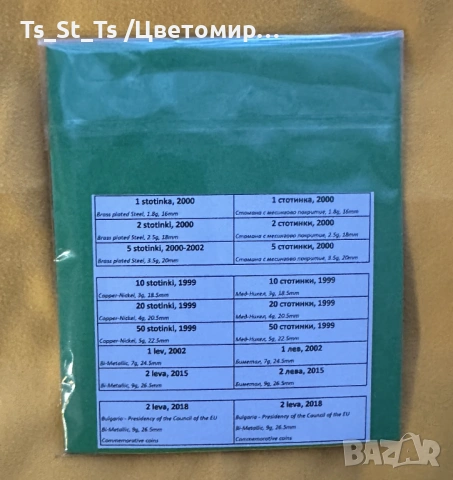 Ts_St_Ts /Цветомир...
1 stotinka, 2000
Brass plated Steel, 1.8g, 16mm
1 стотинка, 2000
Стомана с месингово покритие, 1.8g, 16mm
2 stotinki, 2000
Brass plated Steel, 2.5g, 18mm
2 стотинки, 2000
Стомана с месингово покритие, 2.5g, 18mm
5 stotinki, 2000-2002
Brass plated Steel, 3.5g, 20mm
5 стотинки, 2000
Стомана с месингово покритие, 3.5g, 20mm
10 stotinki, 1999
Copper-Nickel, 3g, 18.5mm
10 стотинки, 1999
Мед-Никел, 3g, 18.5mm
20 stotinki, 1999
Copper-Nickel, 4g, 20.5mm
20 стотинки, 1999
Мед-Никел, 4g, 20.5mm
50 stotinki, 1999
Copper-Nickel, 5g, 22.5mm
50 стотинки, 1999
Мед-Никел, 5g, 22.5mm
1 lev, 2002
Bi-Metallic, 7g, 24.5mm
1 лев, 2002
Биметал, 7g, 24.5mm
2 leva, 2015
Bi-Metallic, 9g, 26.5mm
2 лева, 2015
Биметал, 9g, 26.5mm
2 leva, 2018
Bulgaria - Presidency of the Council of the EU
Bi-Metallic, 9g, 26.5mm
Commemorative coins
2 leva, 2018
Bulgaria - Presidency of the Council of the EU
Bi-Metallic, 9g, 26.5mm
Commemorative coins
BAZAR